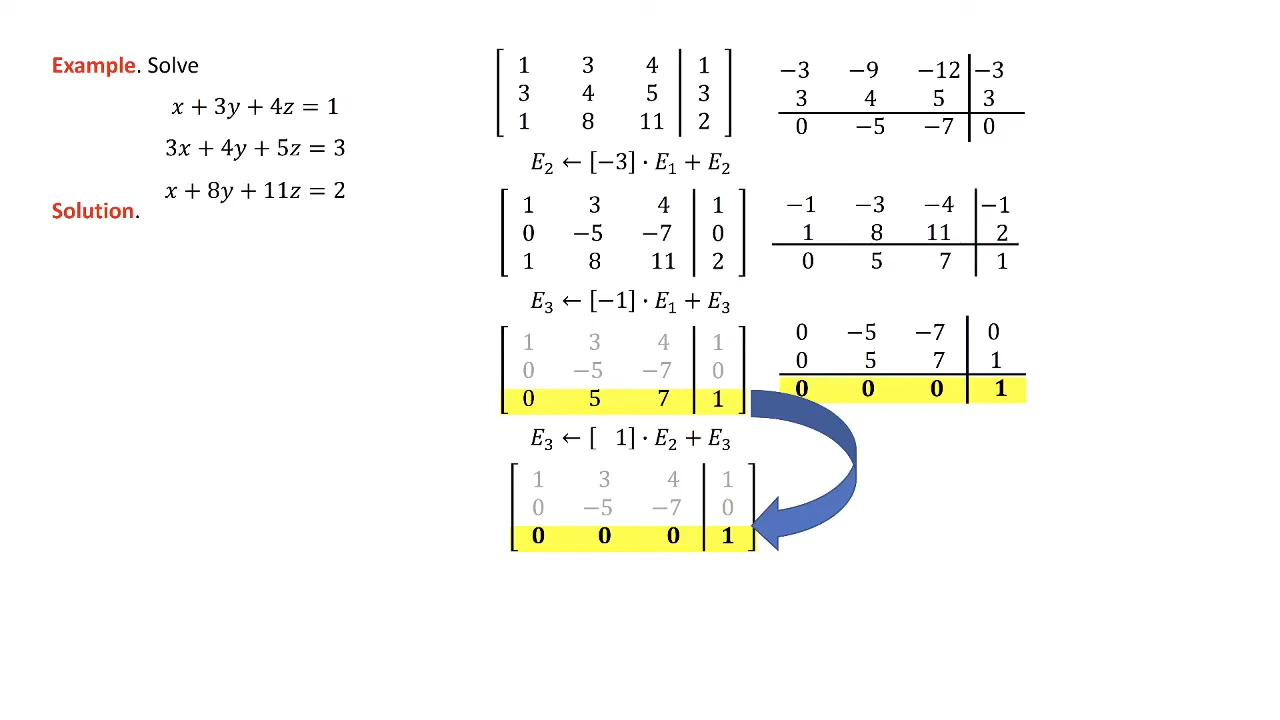 Example. Solve
x + 3y + 4z = 1
3x + 4y + 5z = 3
x + 8y + 11z = 2
Solution.
1 3 4 1
3 4 5 3
1 8 11 2
−3 −9 −12 −3
3 4 5 3
0 −5 −7 0
E₂ ← [−3] · E₁ + E₂
1 3 4 1
0 −5 −7 0
1 8 11 2
−1 −3 −4 −1
1 8 11 2
0 5 7 1
E₃ ← [−1] · E₁ + E₃
1 3 4 1
0 −5 −7 0
0 5 7 1
0 −5 −7 0
0 5 7 1
0 0 0 1
E₃ ← [ 1] · E₂ + E₃
1 3 4 1
0 −5 −7 0
0 0 0 1